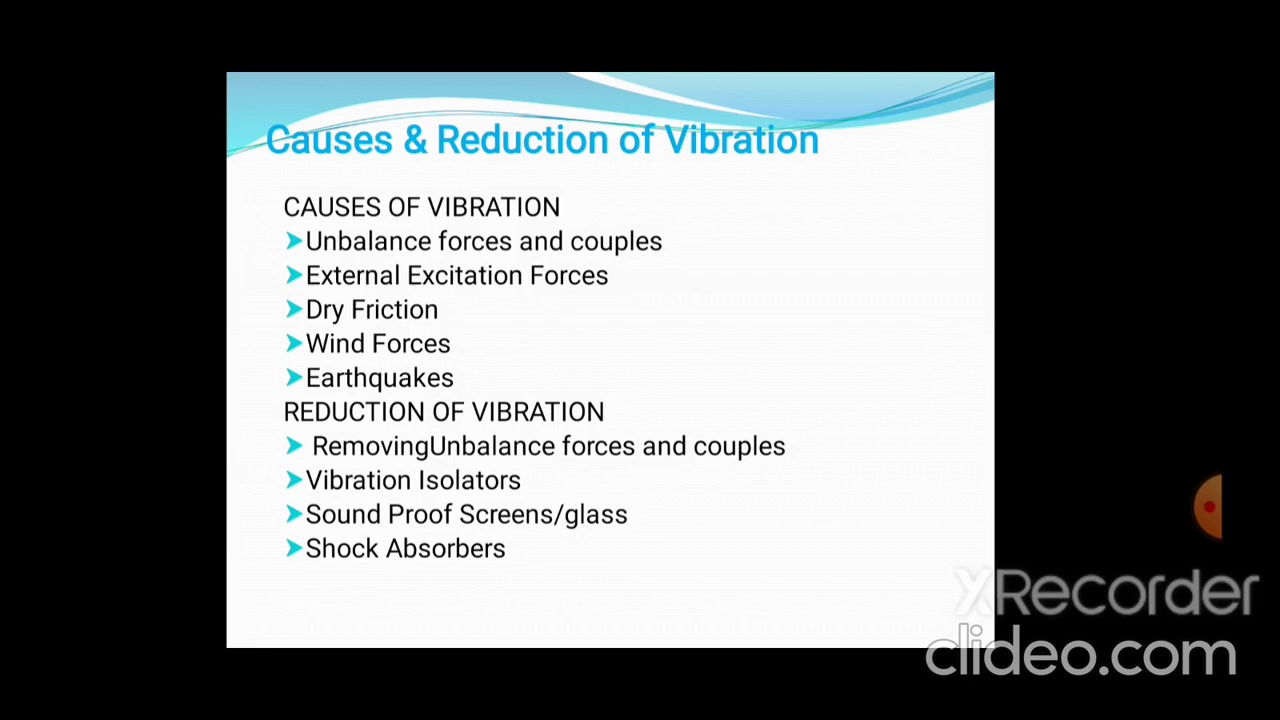 Causes & Reduction of Vibration
CAUSES OF VIBRATION
Unbalance forces and couples
External Excitation Forces
Dry Friction
Wind Forces
Earthquakes
REDUCTION OF VIBRATION
RemovingUnbalance forces and couples
Vibration Isolators
Sound Proof Screens/glass
Shock Absorbers
XRecorder
clideo.com